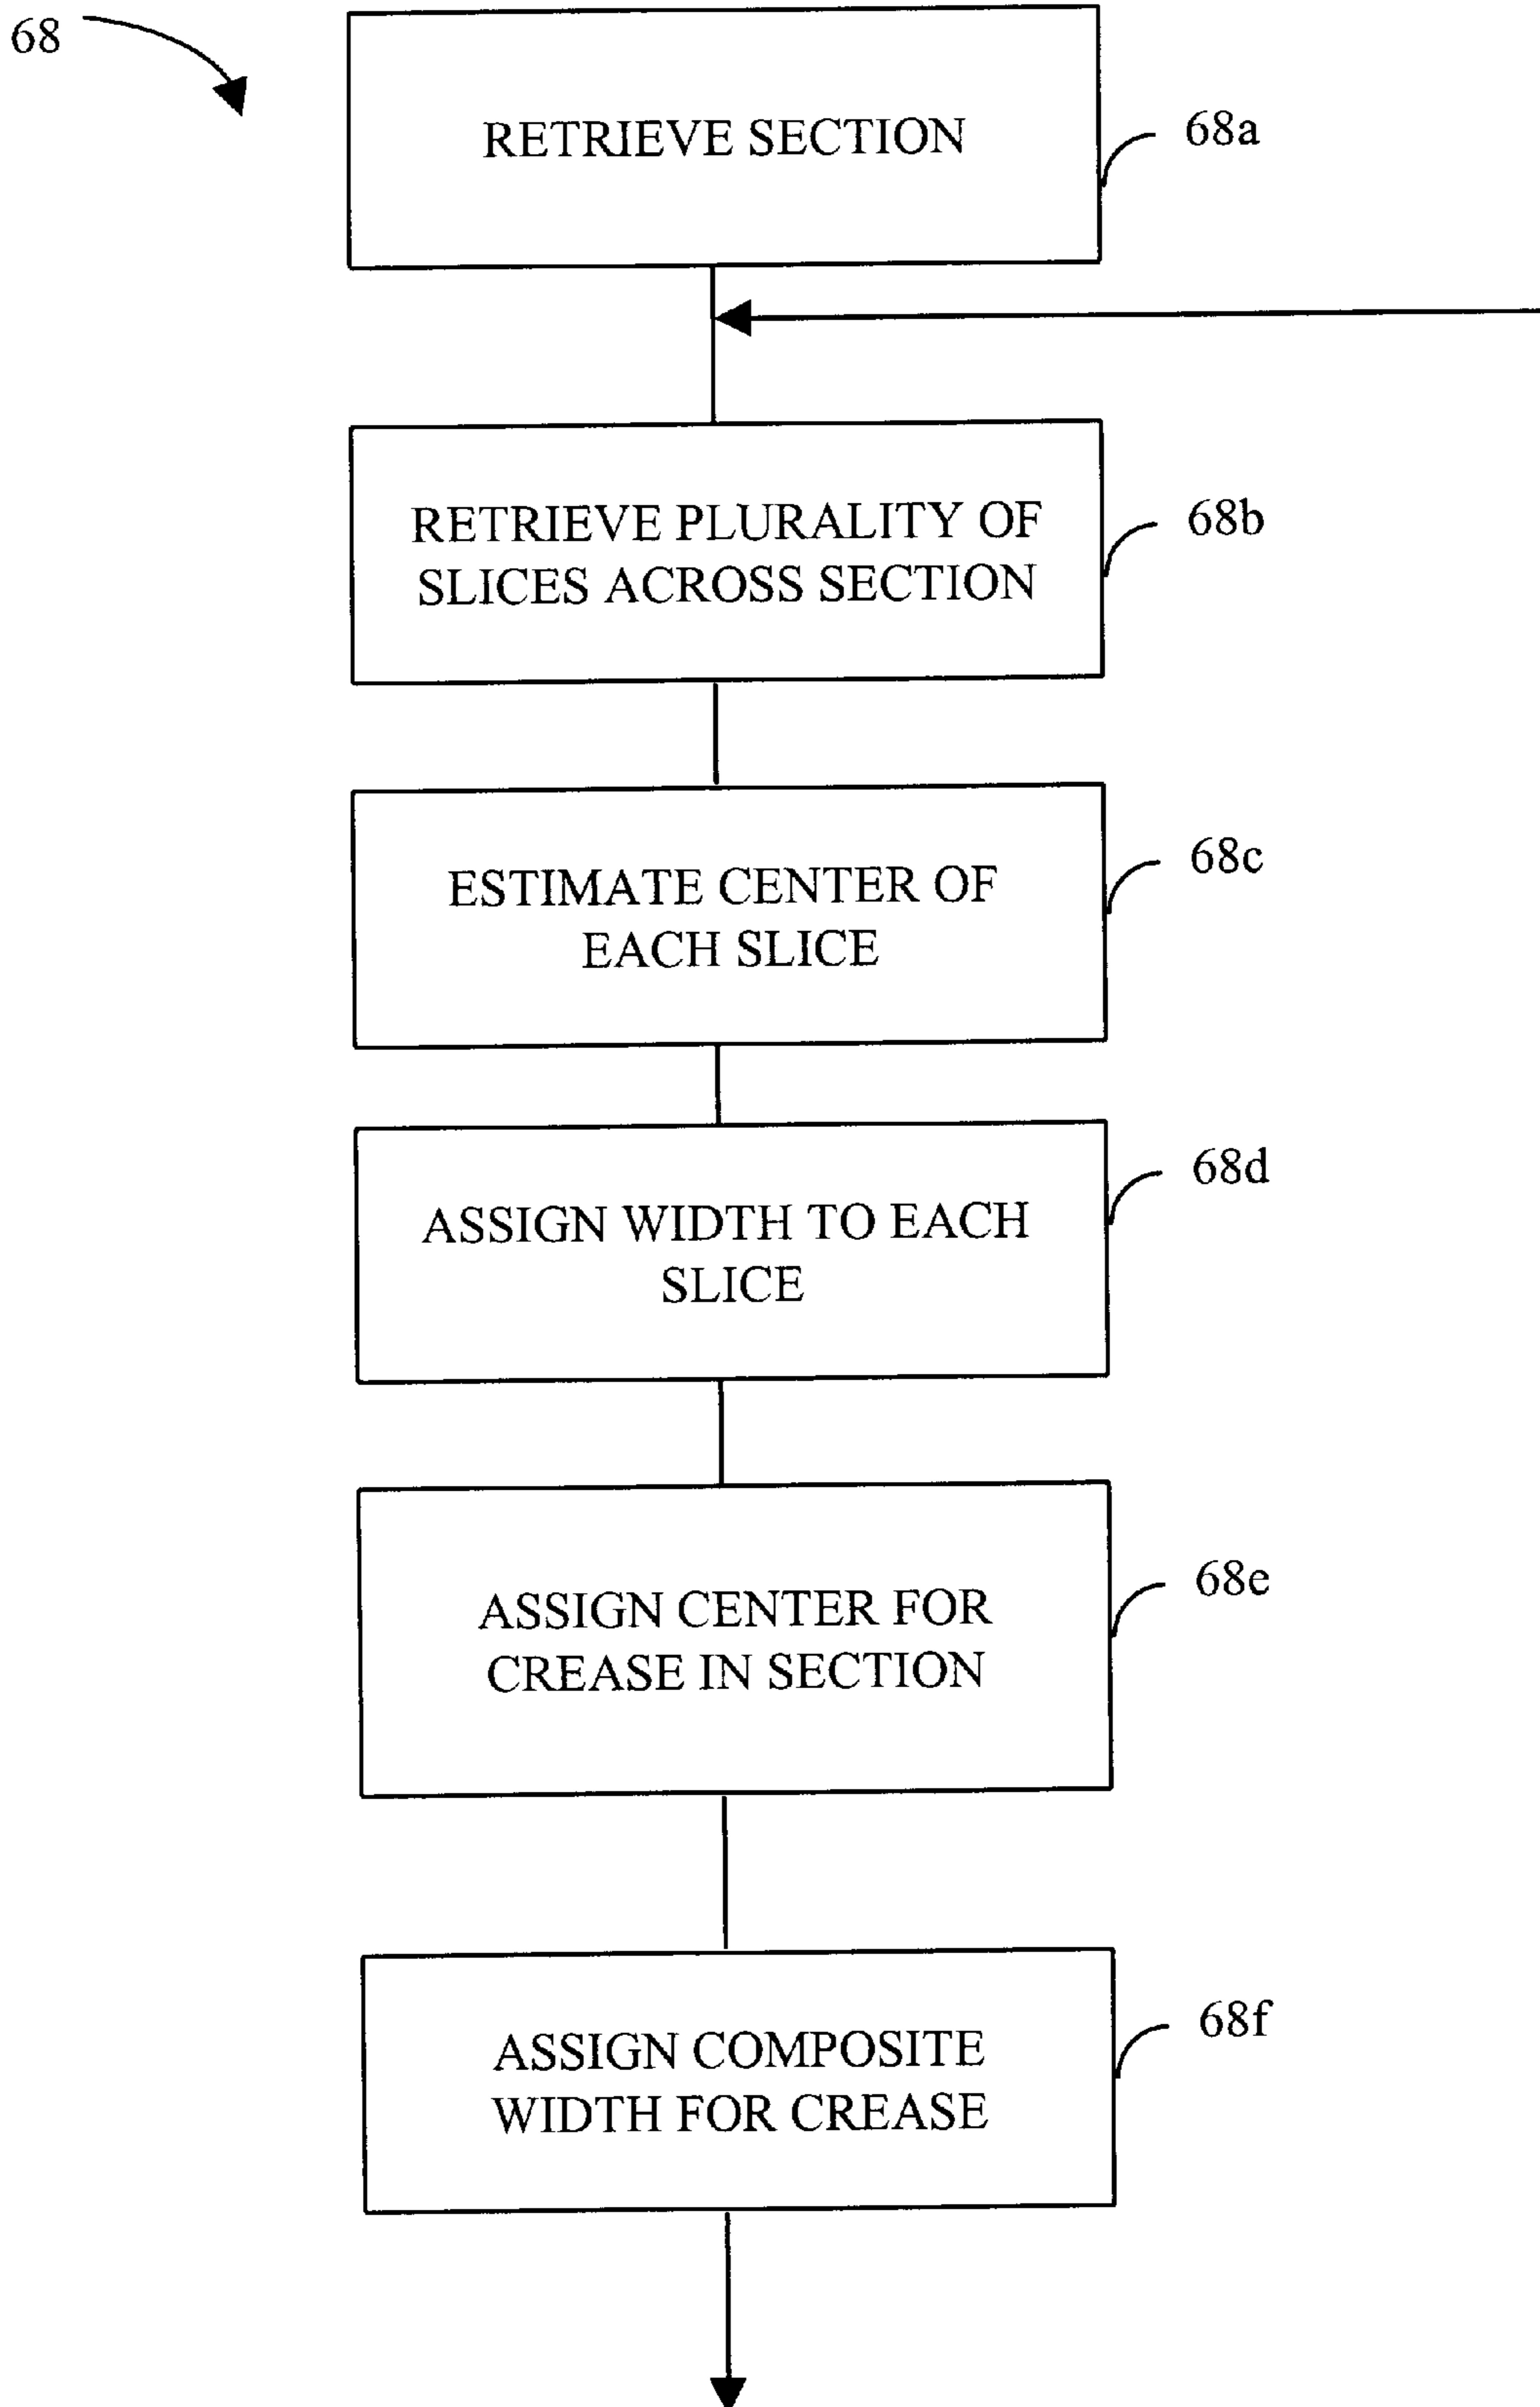 68
RETRIEVE SECTION
68a
RETRIEVE PLURALITY OF
SLICES ACROSS SECTION
68b
ESTIMATE CENTER OF
EACH SLICE
68c
ASSIGN WIDTH TO EACH
SLICE
68d
ASSIGN CENTER FOR
CREASE IN SECTION
68e
ASSIGN COMPOSITE
WIDTH FOR CREASE
68f